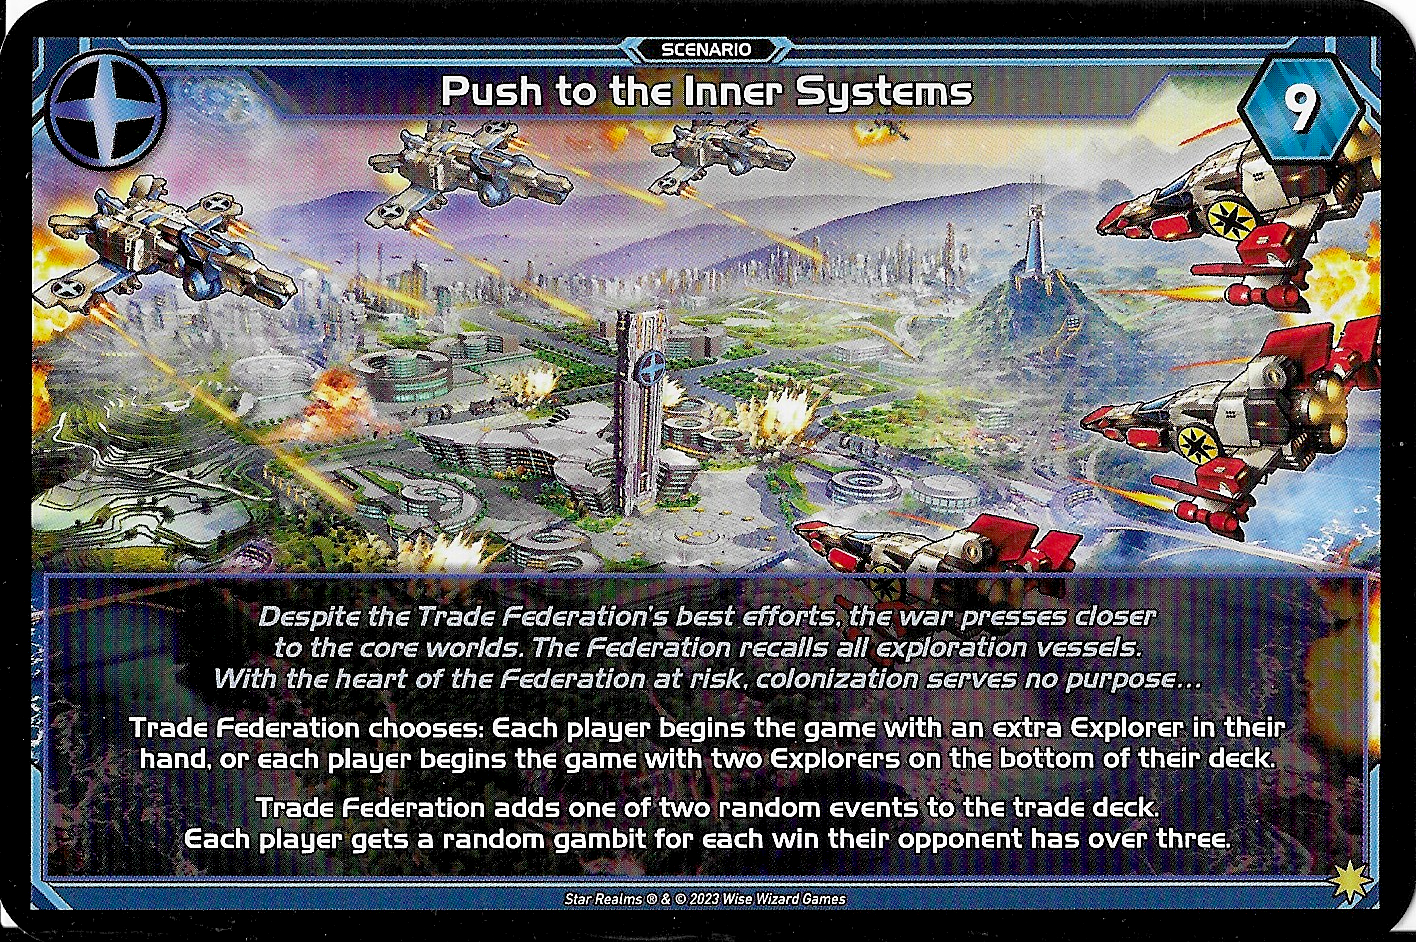 SCENARIO
Push to the Inner Systems
9
Despite the Trade Federation's best efforts, the war presses closer
to the core worlds. The Federation recalls all exploration vessels.
With the heart of the Federation at risk, colonization serves no purpose...
Trade Federation chooses: Each player begins the game with an extra Explorer in their
hand, or each player begins the game with two Explorers on the bottom of their deck.
Trade Federation adds one of two random events to the trade deck.
Each player gets a random gambit for each win their opponent has over three.
Star Realms ® & © 2023 Wise Wizard Games